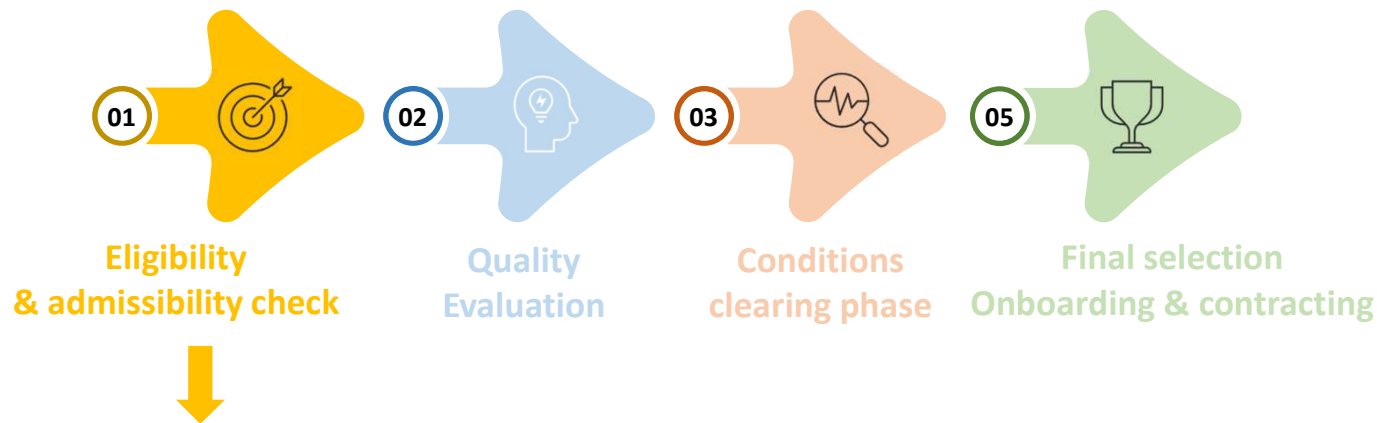 01
02
03
05
Eligibility
& admissibility check
Quality
Evaluation
Conditions
clearing phase
Final selection
Onboarding & contracting